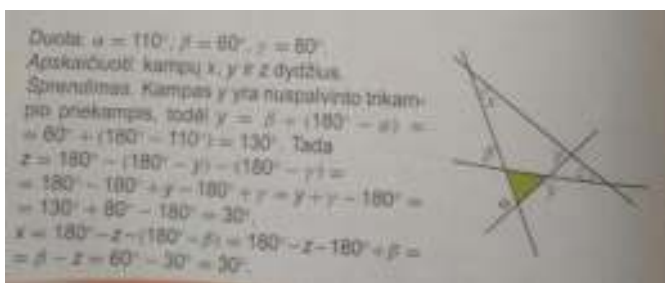 Duota: α = 110°, β = 60°, γ = 80°.
Apskaičiuoti: kampų x, y ir z dydžius.
Sprendimas. Kampas y yra nuspalvinto trikam-
pio priekampis, todėl y = β + (180° − α) =
= 60° + (180° − 110°) = 130°. Tada
z = 180° − (180° − y) − (180° − γ) =
= 180° − 180° + y − 180° + γ = y + γ − 180° =
= 130° + 80° − 180° = 30°.
x = 180° − z − (180° − β) = 180° − z − 180° + β =
= β − z = 60° − 30° = 30°.
x
β
α